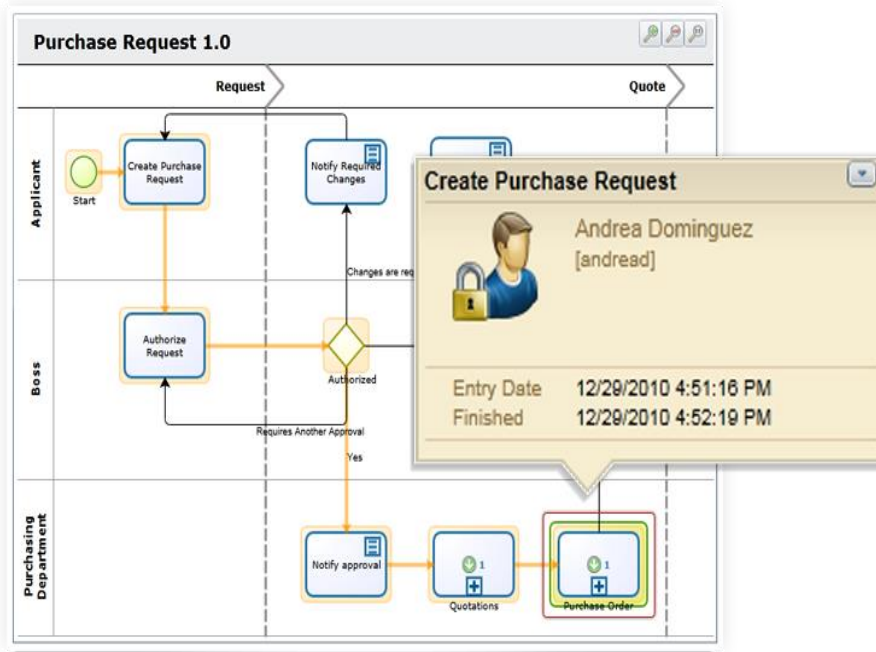 Purchase Request 1.0
Request
Quote
Applicant
Start
Create Purchase
Request
Notify Required
Changes
Create Purchase Request
Andrea Dominguez
[andread]
Changes are req
Boss
Authorize
Request
Authorized
Entry Date 12/29/2010 4:51:16 PM
Finished 12/29/2010 4:52:19 PM
Requires Another Approval
Yes
Purchasing
Department
Notify approval
1
Quotations
1
Purchase Order